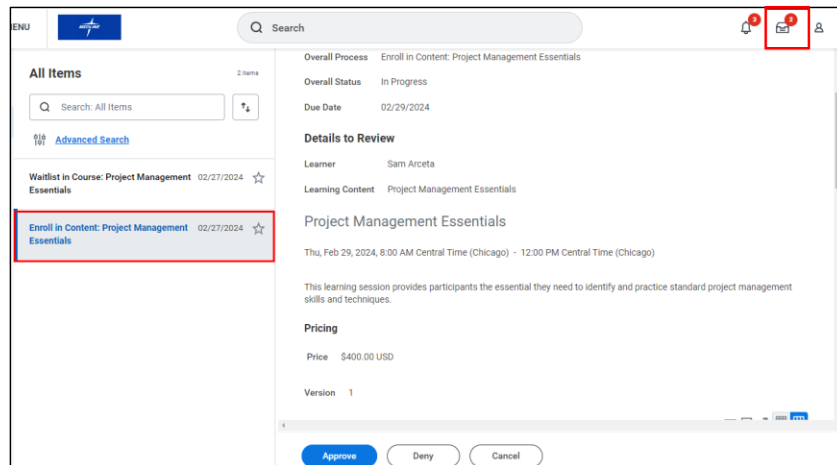 ENU
MEDLINE
Search
3
2
All Items
2 items
Search: All Items
Advanced Search
Waitlist in Course: Project Management 02/27/2024
Essentials
Enroll in Content: Project Management 02/27/2024
Essentials
Overall Process Enroll in Content: Project Management Essentials
Overall Status In Progress
Due Date 02/29/2024
Details to Review
Learner Sam Arceta
Learning Content Project Management Essentials
Project Management Essentials
Thu, Feb 29, 2024, 8:00 AM Central Time (Chicago) - 12:00 PM Central Time (Chicago)
This learning session provides participants the essential they need to identify and practice standard project management
skills and techniques.
Pricing
Price $400.00 USD
Version 1
Approve Deny Cancel